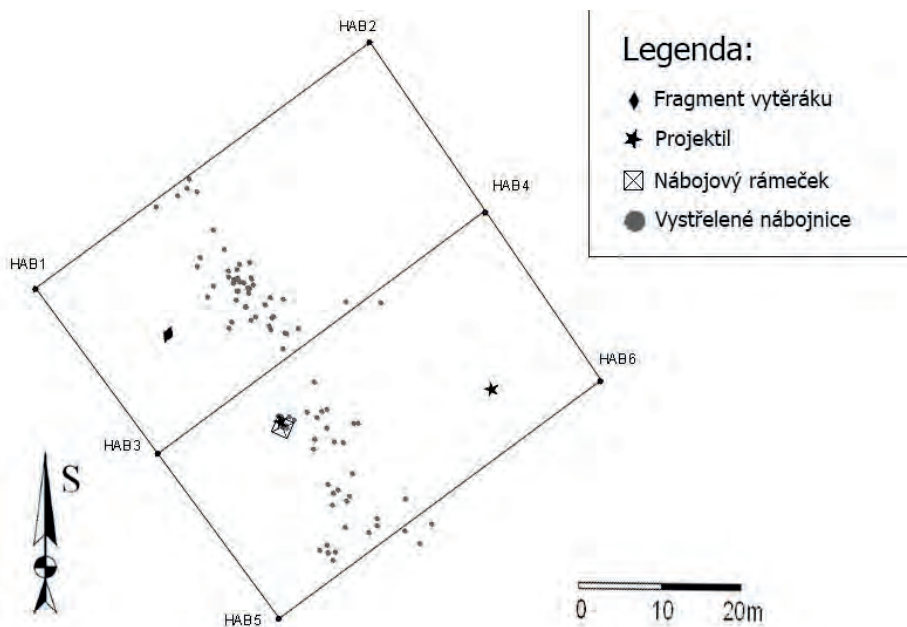 HAB2
HAB4
HAB1
HAB6
HAB3
HAB5
Legenda:
Fragment vytěráku
Projektil
Nábojový rámeček
Vystřelené nábojnice
S
0 10 20m